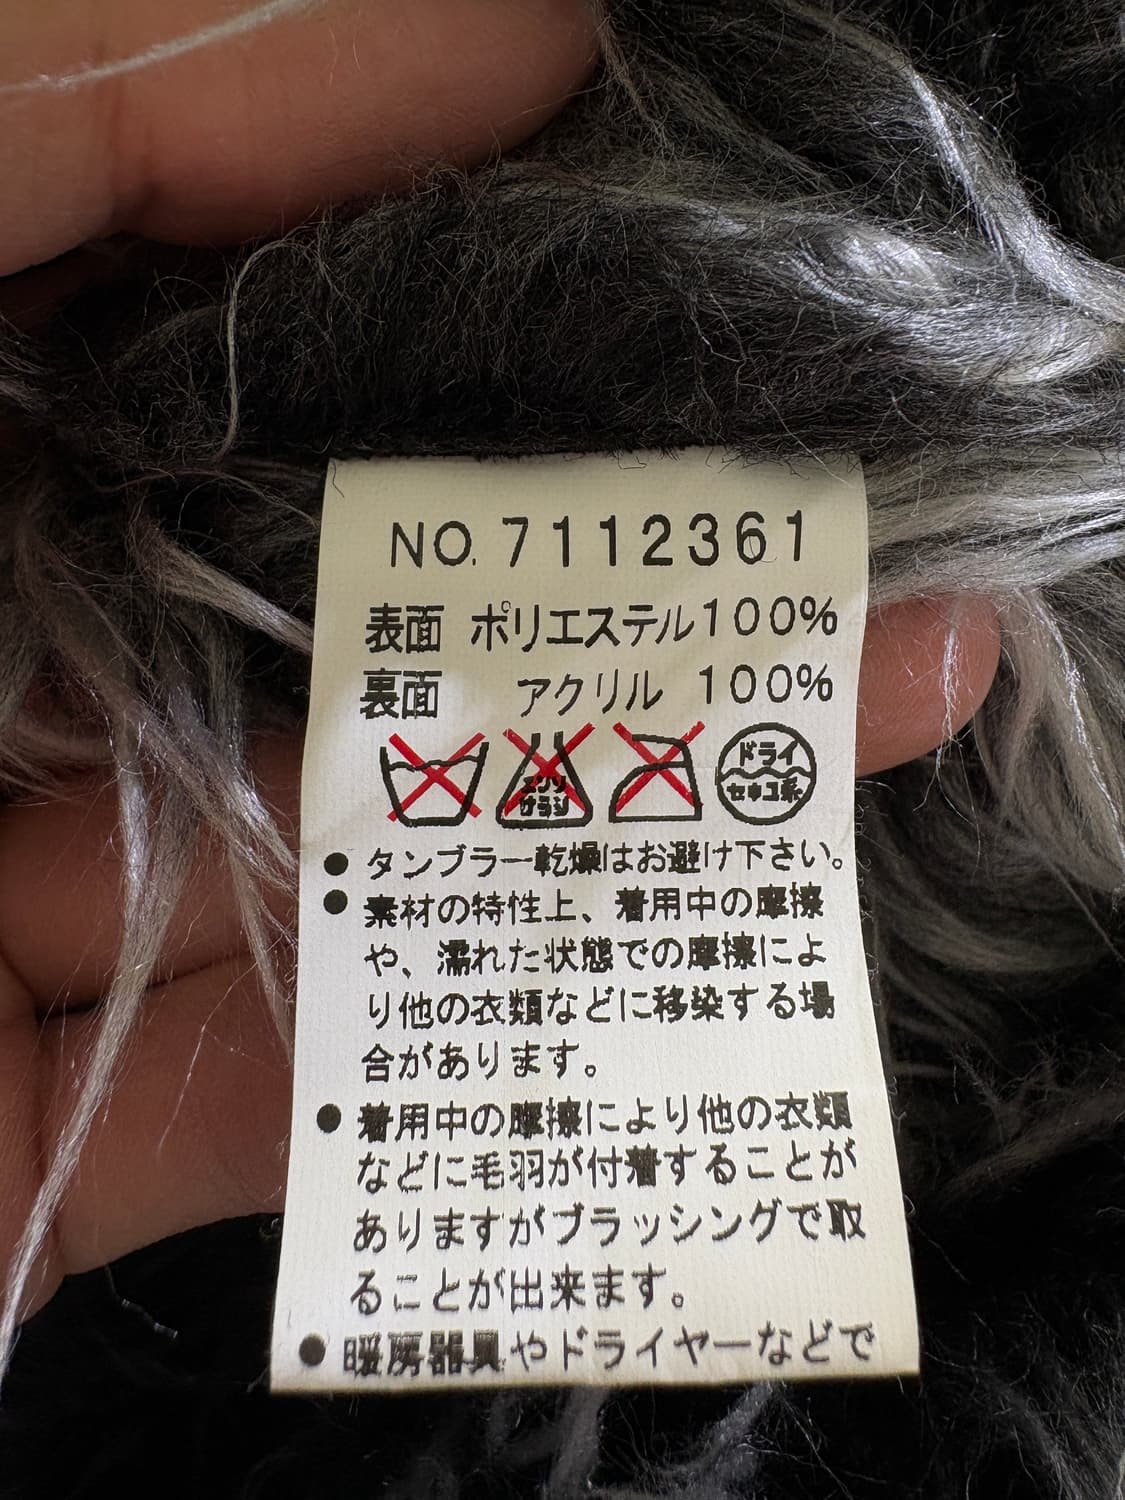 NO. 7112361
表面 ポリエステル100%
裏面 アクリル 100%
エンソ
サラシ
ドライ
セキユ系
● タンブラー乾燥はお避け下さい。
● 素材の特性上、着用中の摩擦
や、濡れた状態での摩擦によ
り他の衣類などに移染する場
合があります。
● 着用中の摩擦により他の衣類
などに毛羽が付着することが
ありますがブラッシングで取
ることが出来ます。
● 暖房器具やドライヤーなどで